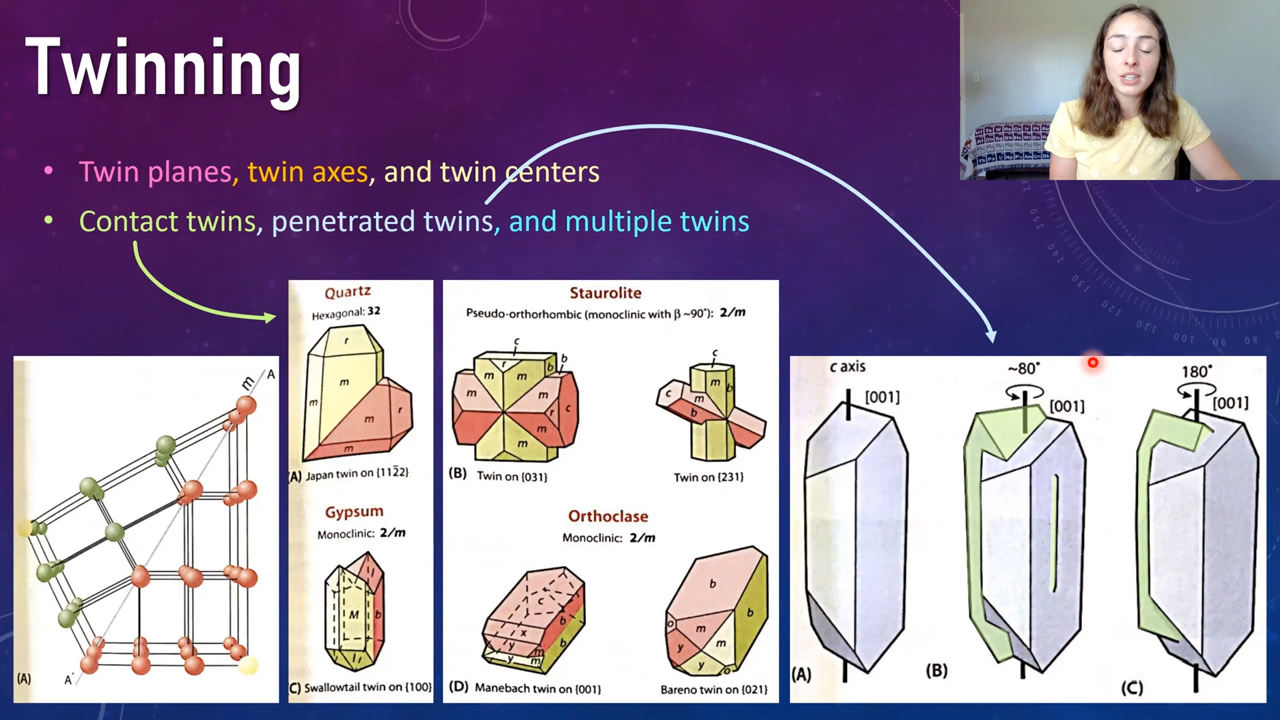 Twinning
• Twin planes, twin axes, and twin centers
• Contact twins, penetrated twins, and multiple twins
m
A
A'
(A)
Quartz
Hexagonal: 32
r
m
m
m
r
m
(A) Japan twin on {112̄2}
Gypsum
Monoclinic: 2/m
M
b
l
(C) Swallowtail twin on {100}
Staurolite
Pseudo-orthorhombic (monoclinic with β ~90°): 2/m
c
r
b
b
m
m
m
m
r
c
m
m
(B) Twin on {031}
c
m
b
c
m
b
Twin on {231}
Orthoclase
Monoclinic: 2/m
c
x
b
y
m
b
y
m
(D) Manebach twin on {001}
b
b
o
m
y
m
y
o
Bareno twin on {021}
c axis
[001]
(A)
~80°
[001]
(B)
180°
[001]
(C)